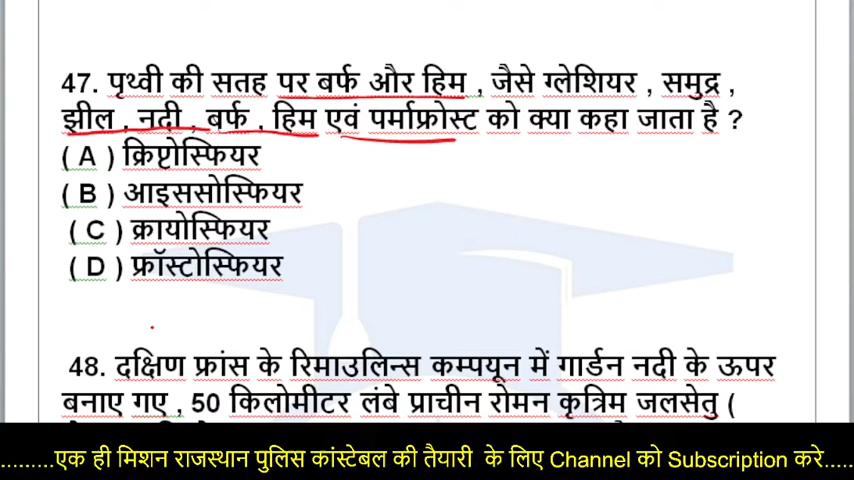 47. पृथ्वी की सतह पर बर्फ और हिम , जैसे ग्लेशियर , समुद्र ,
झील , नदी , बर्फ , हिम एवं पर्माफ्रोस्ट को क्या कहा जाता है ?
( A ) क्रिप्टोस्फियर
( B ) आइससोस्फियर
( C ) क्रायोस्फियर
( D ) फ्रॉस्टोस्फियर
48. दक्षिण फ्रांस के रिमाउलिन्स कम्पयून में गार्डन नदी के ऊपर
बनाए गए , 50 किलोमीटर लंबे प्राचीन रोमन कृत्रिम जलसेतु (
.........एक ही मिशन राजस्थान पुलिस कांस्टेबल की तैयारी के लिए Channel को Subscription करे.....